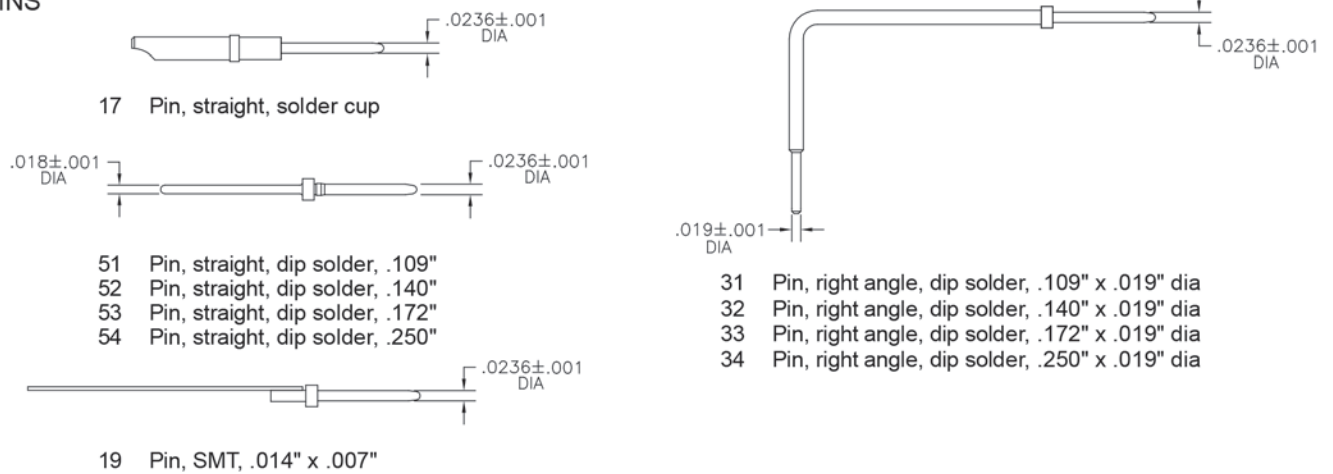 .0236±.001
DIA
17 Pin, straight, solder cup
.018±.001
DIA
.0236±.001
DIA
51 Pin, straight, dip solder, .109"
52 Pin, straight, dip solder, .140"
53 Pin, straight, dip solder, .172"
54 Pin, straight, dip solder, .250"
.0236±.001
DIA
19 Pin, SMT, .014" x .007"
.0236±.001
DIA
.019±.001
DIA
31 Pin, right angle, dip solder, .109" x .019" dia
32 Pin, right angle, dip solder, .140" x .019" dia
33 Pin, right angle, dip solder, .172" x .019" dia
34 Pin, right angle, dip solder, .250" x .019" dia